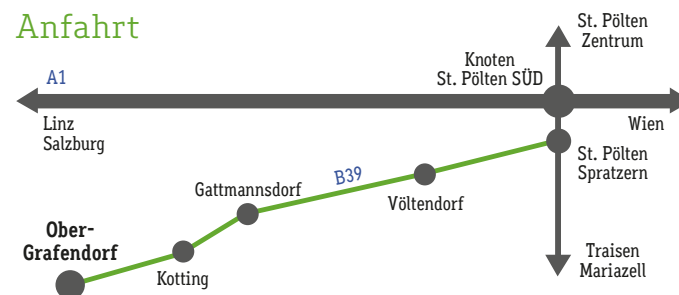 Anfahrt
St. Pölten
Zentrum
Knoten
St. Pölten SÜD
A1
Linz
Salzburg
Wien
St. Pölten
Spratzern
B39
Gattmannsdorf
Völtendorf
Ober-
Grafendorf
Kotting
Traisen
Mariazell